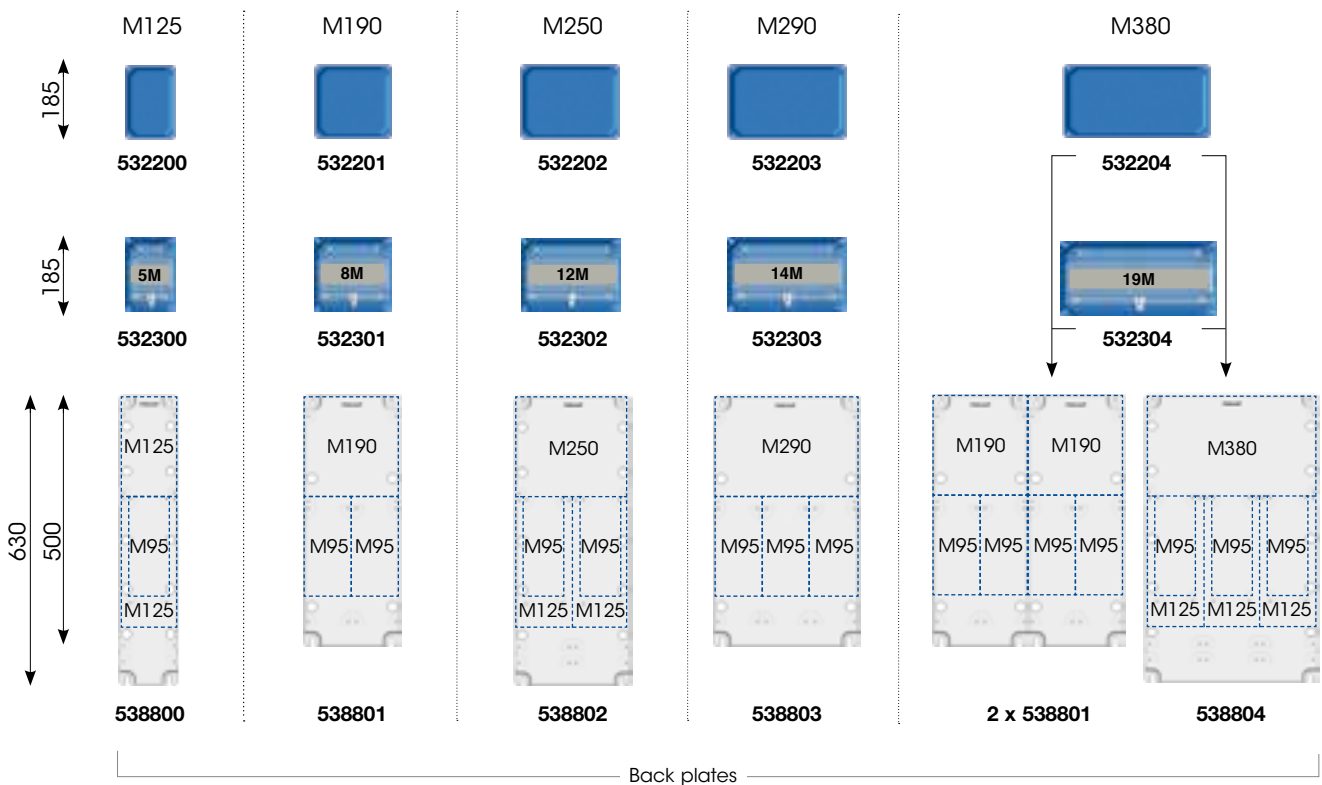 M125 M190 M250 M290 M380
185
532200 532201 532202 532203 532204
185
5M 8M 12M 14M 19M
532300 532301 532302 532303 532304
630
500
M125 M190 M250 M290 M190 M190 M380
M95 M95 M95 M95 M95 M95 M95 M95 M95 M95 M95 M95 M95 M95 M95
M125 M125 M125 M125 M125 M125
538800 538801 538802 538803 2 x 538801 538804
Back plates